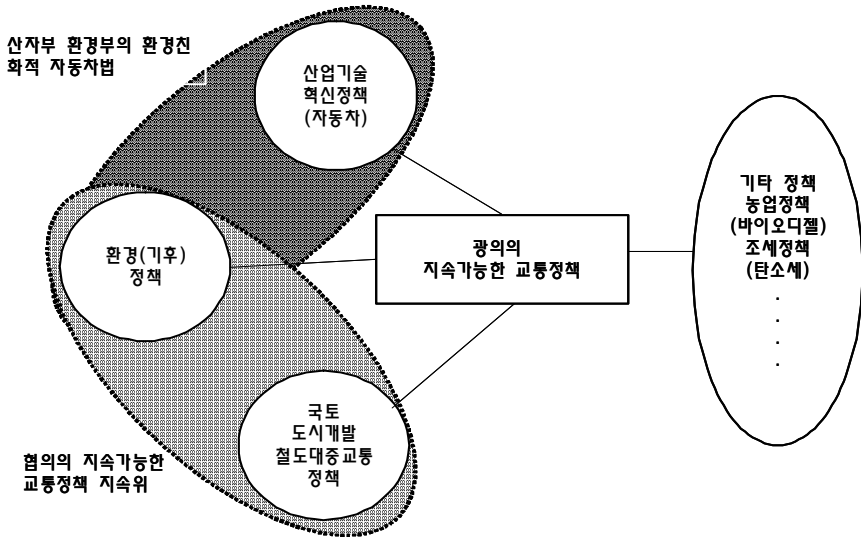 산자부 환경부의 환경친
화적 자동차법
산업기술
혁신정책
(자동차)
환경(기후)
정책
광의의
지속가능한 교통정책
기타 정책
농업정책
(바이오디젤)
조세정책
(탄소세)
.
.
.
.
국토
도시개발
철도대중교통
정책
협의의 지속가능한
교통정책 지속위